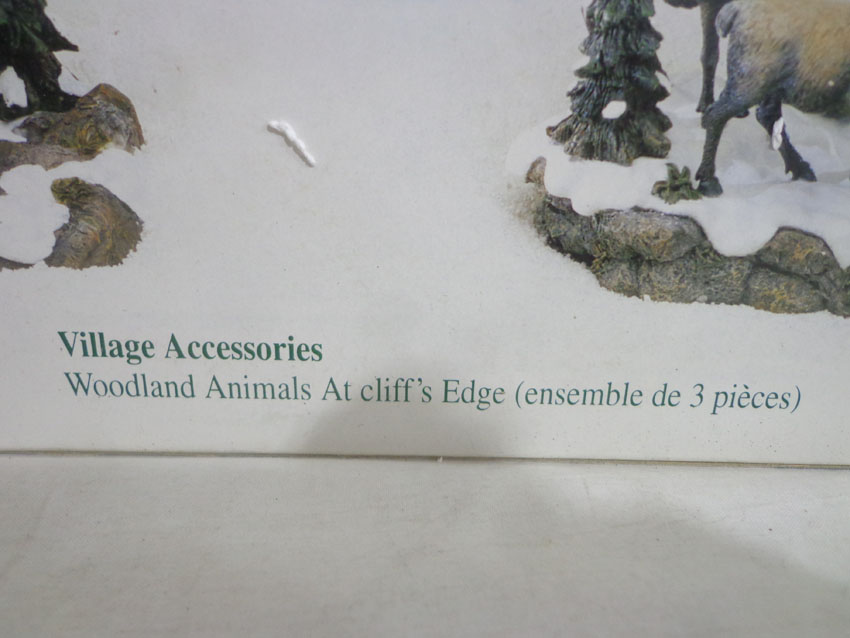 Village Accessories
Woodland Animals At cliff's Edge (ensemble de 3 pièces)